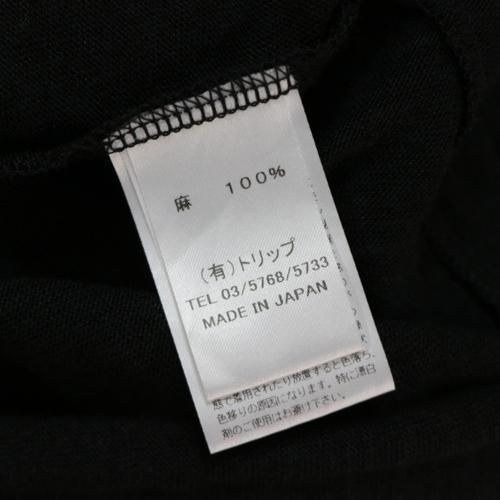 麻 100%
(有)トリップ
TEL 03/5768/5733
MADE IN JAPAN
態で着用されたり放置すると色落ち、
色移りの原因になります。特に漂白
剤のご使用はお避け下さい。